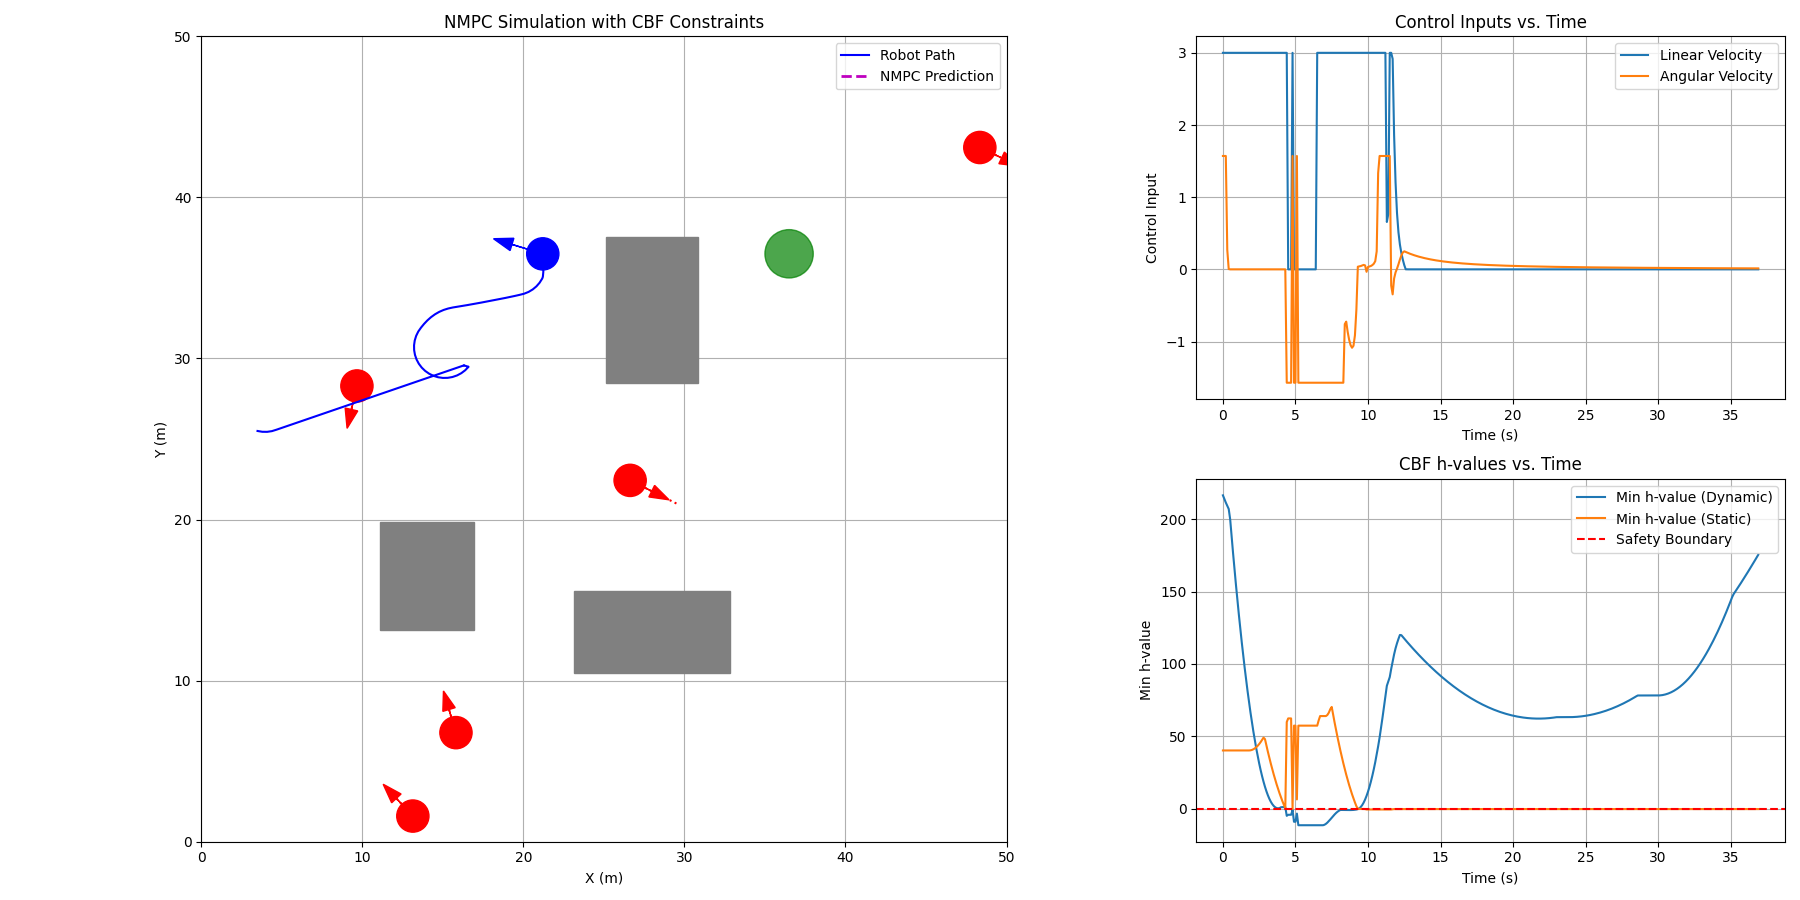 NMPC Simulation with CBF Constraints
Robot Path
NMPC Prediction
50
40
30
20
10
0
Y (m)
0 10 20 30 40 50
X (m)
Control Inputs vs. Time
Linear Velocity
Angular Velocity
3
2
1
0
−1
Control Input
0 5 10 15 20 25 30 35
Time (s)
CBF h-values vs. Time
Min h-value (Dynamic)
Min h-value (Static)
Safety Boundary
200
150
100
50
0
Min h-value
0 5 10 15 20 25 30 35
Time (s)